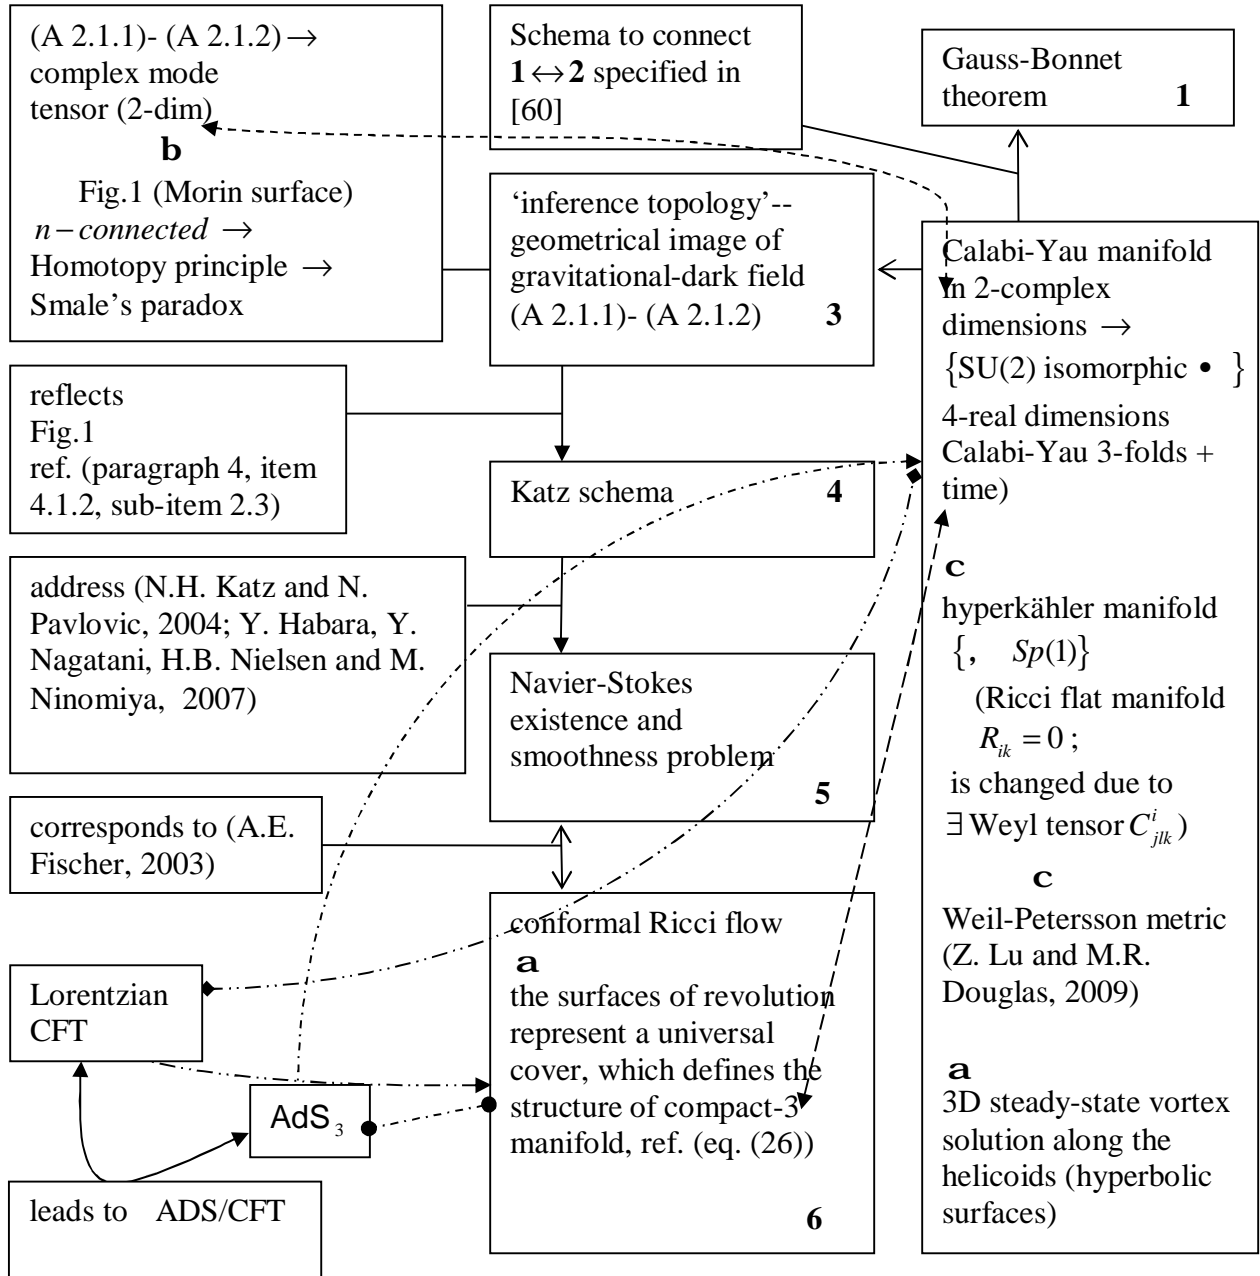 (A 2.1.1)- (A 2.1.2) →
complex mode
tensor (2-dim)
b
Fig.1 (Morin surface)
n – connected →
Homotopy principle →
Smale's paradox
Schema to connect
1 ↔ 2 specified in
[60]
Gauss-Bonnet
theorem 1
'inference topology'--
geometrical image of
gravitational-dark field
(A 2.1.1)- (A 2.1.2) 3
Calabi-Yau manifold
in 2-complex
dimensions →
{SU(2) isomorphic • }
4-real dimensions
Calabi-Yau 3-folds +
time)
c
hyperkähler manifold
{, Sp(1)}
(Ricci flat manifold
R_{ik} = 0 ;
is changed due to
∃ Weyl tensor C^i_{jlk} )
c
Weil-Petersson metric
(Z. Lu and M.R.
Douglas, 2009)
a
3D steady-state vortex
solution along the
helicoids (hyperbolic
surfaces)
reflects
Fig.1
ref. (paragraph 4, item
4.1.2, sub-item 2.3)
Katz schema 4
address (N.H. Katz and N.
Pavlovic, 2004; Y. Habara, Y.
Nagatani, H.B. Nielsen and M.
Ninomiya, 2007)
Navier-Stokes
existence and
smoothness problem
5
corresponds to (A.E.
Fischer, 2003)
conformal Ricci flow
a
the surfaces of revolution
represent a universal
cover, which defines the
structure of compact-3
manifold, ref. (eq. (26))
6
Lorentzian
CFT
AdS₃
leads to ADS/CFT